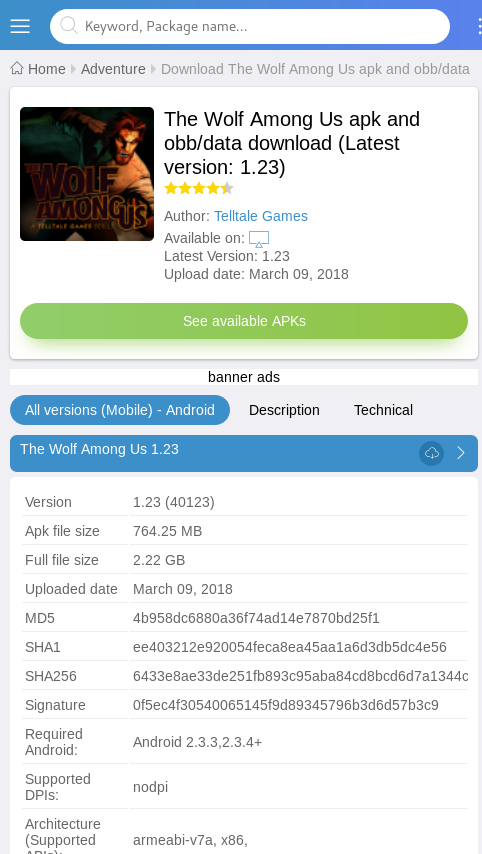 Keyword, Package name...
Home Adventure Download The Wolf Among Us apk and obb/data
THE
WOLF
AMONG
US
A TELLTALE GAMES SERIES
The Wolf Among Us apk and
obb/data download (Latest
version: 1.23)
Author: Telltale Games
Available on:
Latest Version: 1.23
Upload date: March 09, 2018
See available APKs
banner ads
All versions (Mobile) - Android Description Technical
The Wolf Among Us 1.23
Version 1.23 (40123)
Apk file size 764.25 MB
Full file size 2.22 GB
Uploaded date March 09, 2018
MD5 4b958dc6880a36f74ad14e7870bd25f1
SHA1 ee403212e920054feca8ea45aa1a6d3db5dc4e56
SHA256 6433e8ae33de251fb893c95aba84cd8bcd6d7a1344c
Signature 0f5ec4f30540065145f9d89345796b3d6d57b3c9
Required
Android: Android 2.3.3,2.3.4+
Supported
DPIs: nodpi
Architecture
(Supported armeabi-v7a, x86,
APIs):